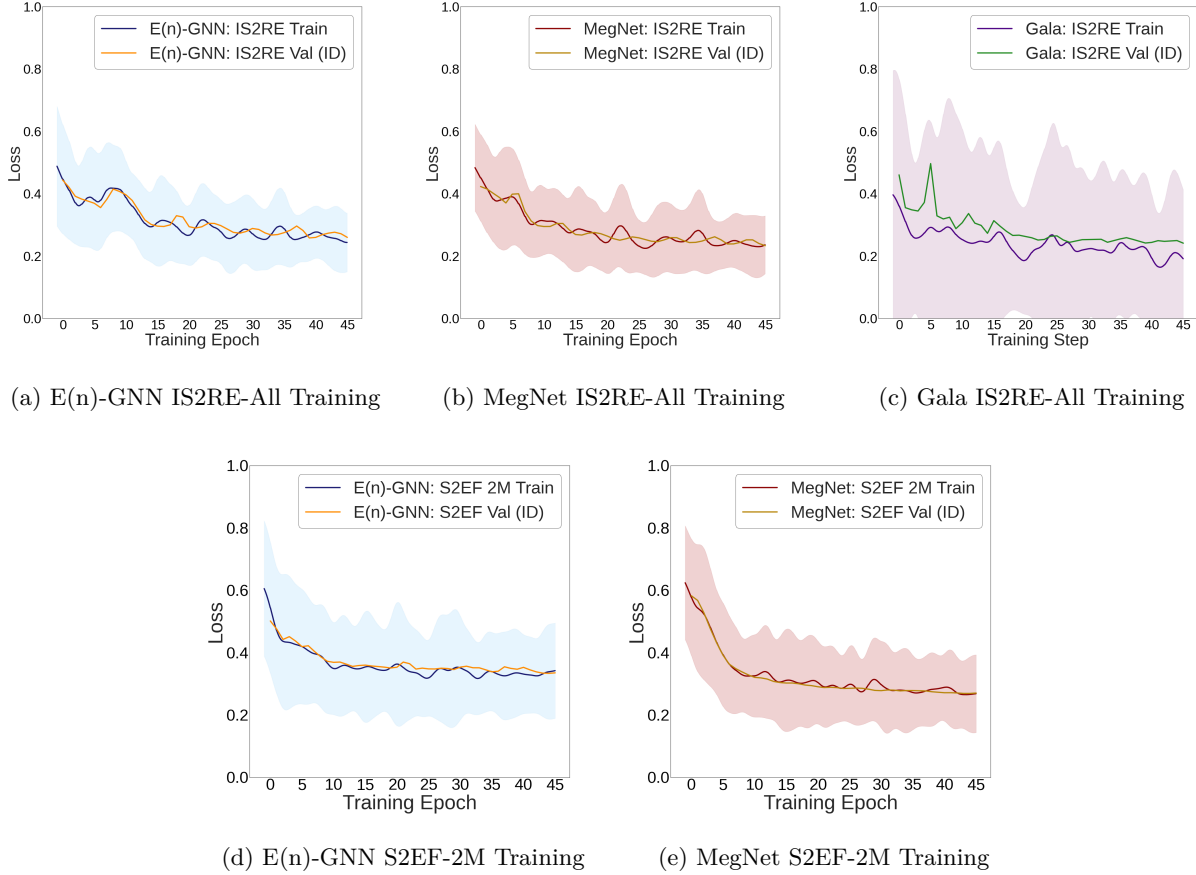 E(n)-GNN: IS2RE Train
E(n)-GNN: IS2RE Val (ID)
1.0
0.8
0.6
0.4
0.2
0.0
Loss
0 5 10 15 20 25 30 35 40 45
Training Epoch
(a) E(n)-GNN IS2RE-All Training
MegNet: IS2RE Train
MegNet: IS2RE Val (ID)
1.0
0.8
0.6
0.4
0.2
0.0
Loss
0 5 10 15 20 25 30 35 40 45
Training Epoch
(b) MegNet IS2RE-All Training
Gala: IS2RE Train
Gala: IS2RE Val (ID)
1.0
0.8
0.6
0.4
0.2
0.0
Loss
0 5 10 15 20 25 30 35 40 45
Training Step
(c) Gala IS2RE-All Training
E(n)-GNN: S2EF 2M Train
E(n)-GNN: S2EF Val (ID)
1.0
0.8
0.6
0.4
0.2
0.0
Loss
0 5 10 15 20 25 30 35 40 45
Training Epoch
(d) E(n)-GNN S2EF-2M Training
MegNet: S2EF 2M Train
MegNet: S2EF Val (ID)
1.0
0.8
0.6
0.4
0.2
0.0
Loss
0 5 10 15 20 25 30 35 40 45
Training Epoch
(e) MegNet S2EF-2M Training